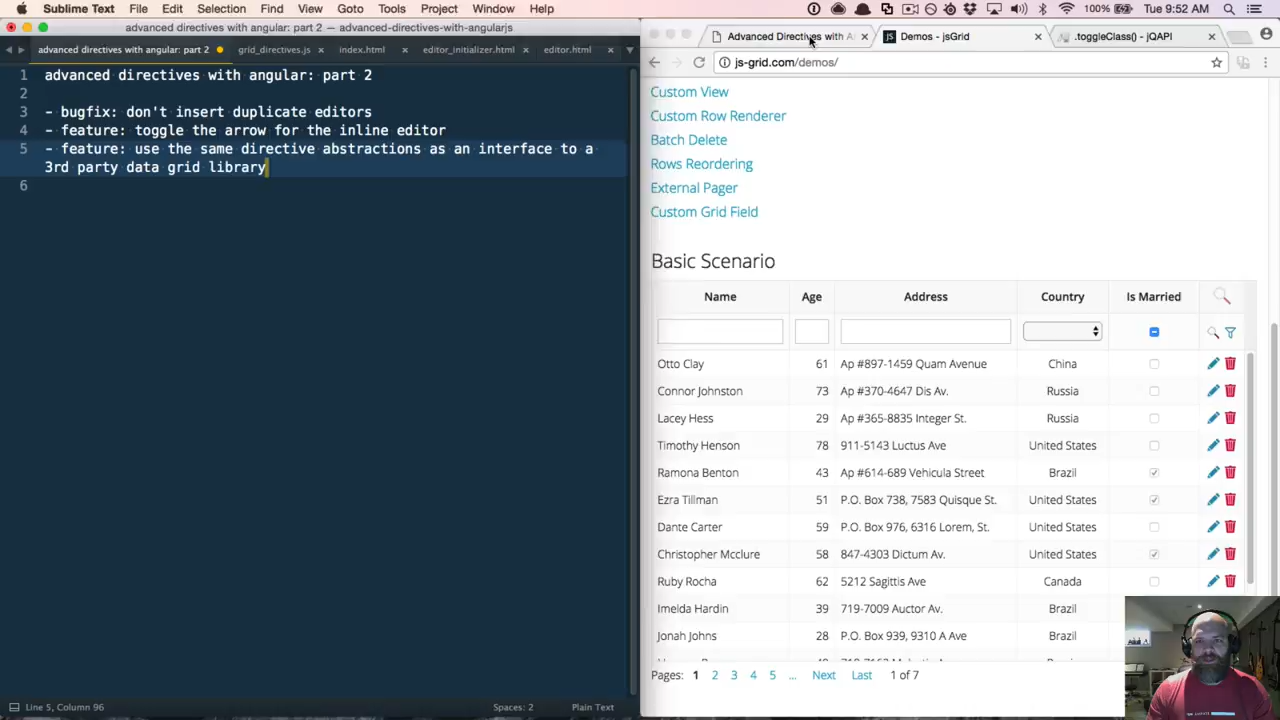 Sublime Text File Edit Selection Find View Goto Tools Project Window Help 100% Tue 9:52 AM
advanced directives with angular: part 2 — advanced-directives-with-angularjs
advanced directives with angular: part 2 grid_directives.js × index.html × editor_initializer.html × editor.html ×
1 advanced directives with angular: part 2
2
3 - bugfix: don't insert duplicate editors
4 - feature: toggle the arrow for the inline editor
5 - feature: use the same directive abstractions as an interface to a
3rd party data grid library
6
Line 5, Column 96 Spaces: 2 Plain Text
Advanced Directives with A × JS Demos - jsGrid × .toggleClass() - jQAPI ×
js-grid.com/demos/
Custom View
Custom Row Renderer
Batch Delete
Rows Reordering
External Pager
Custom Grid Field
Basic Scenario
Name Age Address Country Is Married
Otto Clay 61 Ap #897-1459 Quam Avenue China
Connor Johnston 73 Ap #370-4647 Dis Av. Russia
Lacey Hess 29 Ap #365-8835 Integer St. Russia
Timothy Henson 78 911-5143 Luctus Ave United States
Ramona Benton 43 Ap #614-689 Vehicula Street Brazil
Ezra Tillman 51 P.O. Box 738, 7583 Quisque St. United States
Dante Carter 59 P.O. Box 976, 6316 Lorem, St. United States
Christopher Mcclure 58 847-4303 Dictum Av. United States
Ruby Rocha 62 5212 Sagittis Ave Canada
Imelda Hardin 39 719-7009 Auctor Av. Brazil
Jonah Johns 28 P.O. Box 939, 9310 A Ave Brazil
Pages: 1 2 3 4 5 ... Next Last 1 of 7